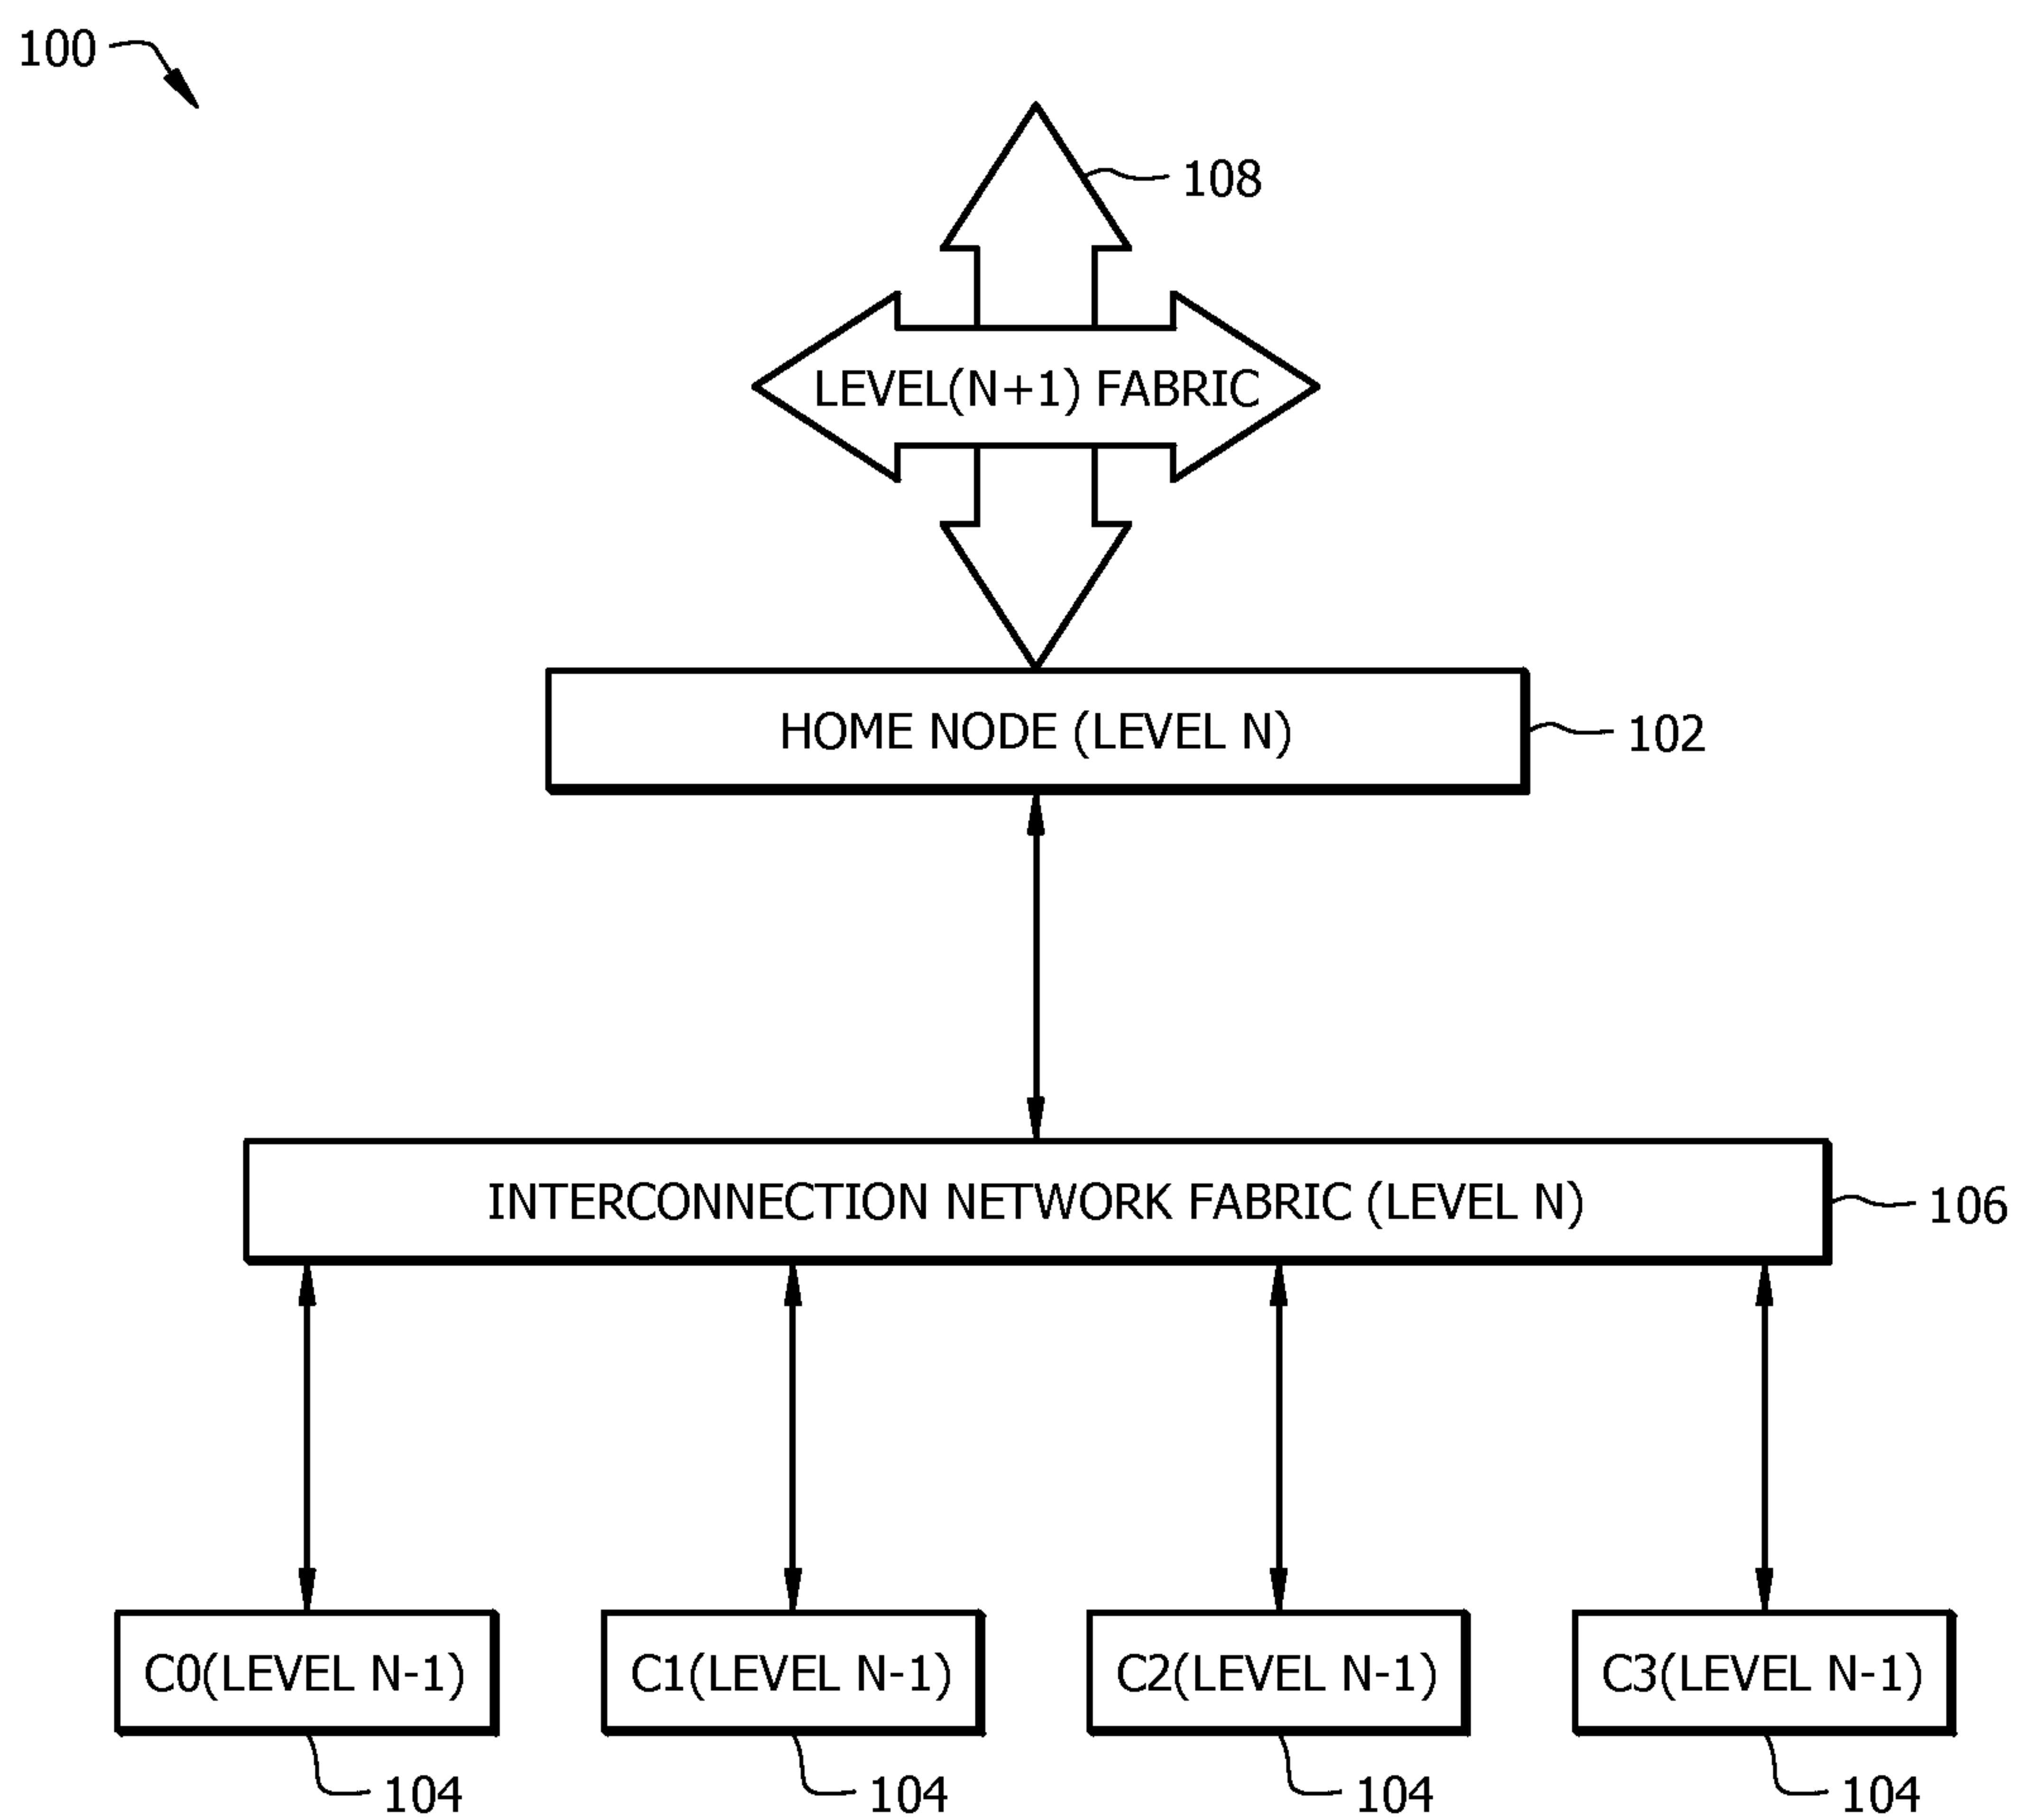 100
108
LEVEL(N+1) FABRIC
HOME NODE (LEVEL N)
102
INTERCONNECTION NETWORK FABRIC (LEVEL N)
106
C0(LEVEL N-1)
C1(LEVEL N-1)
C2(LEVEL N-1)
C3(LEVEL N-1)
104
104
104
104